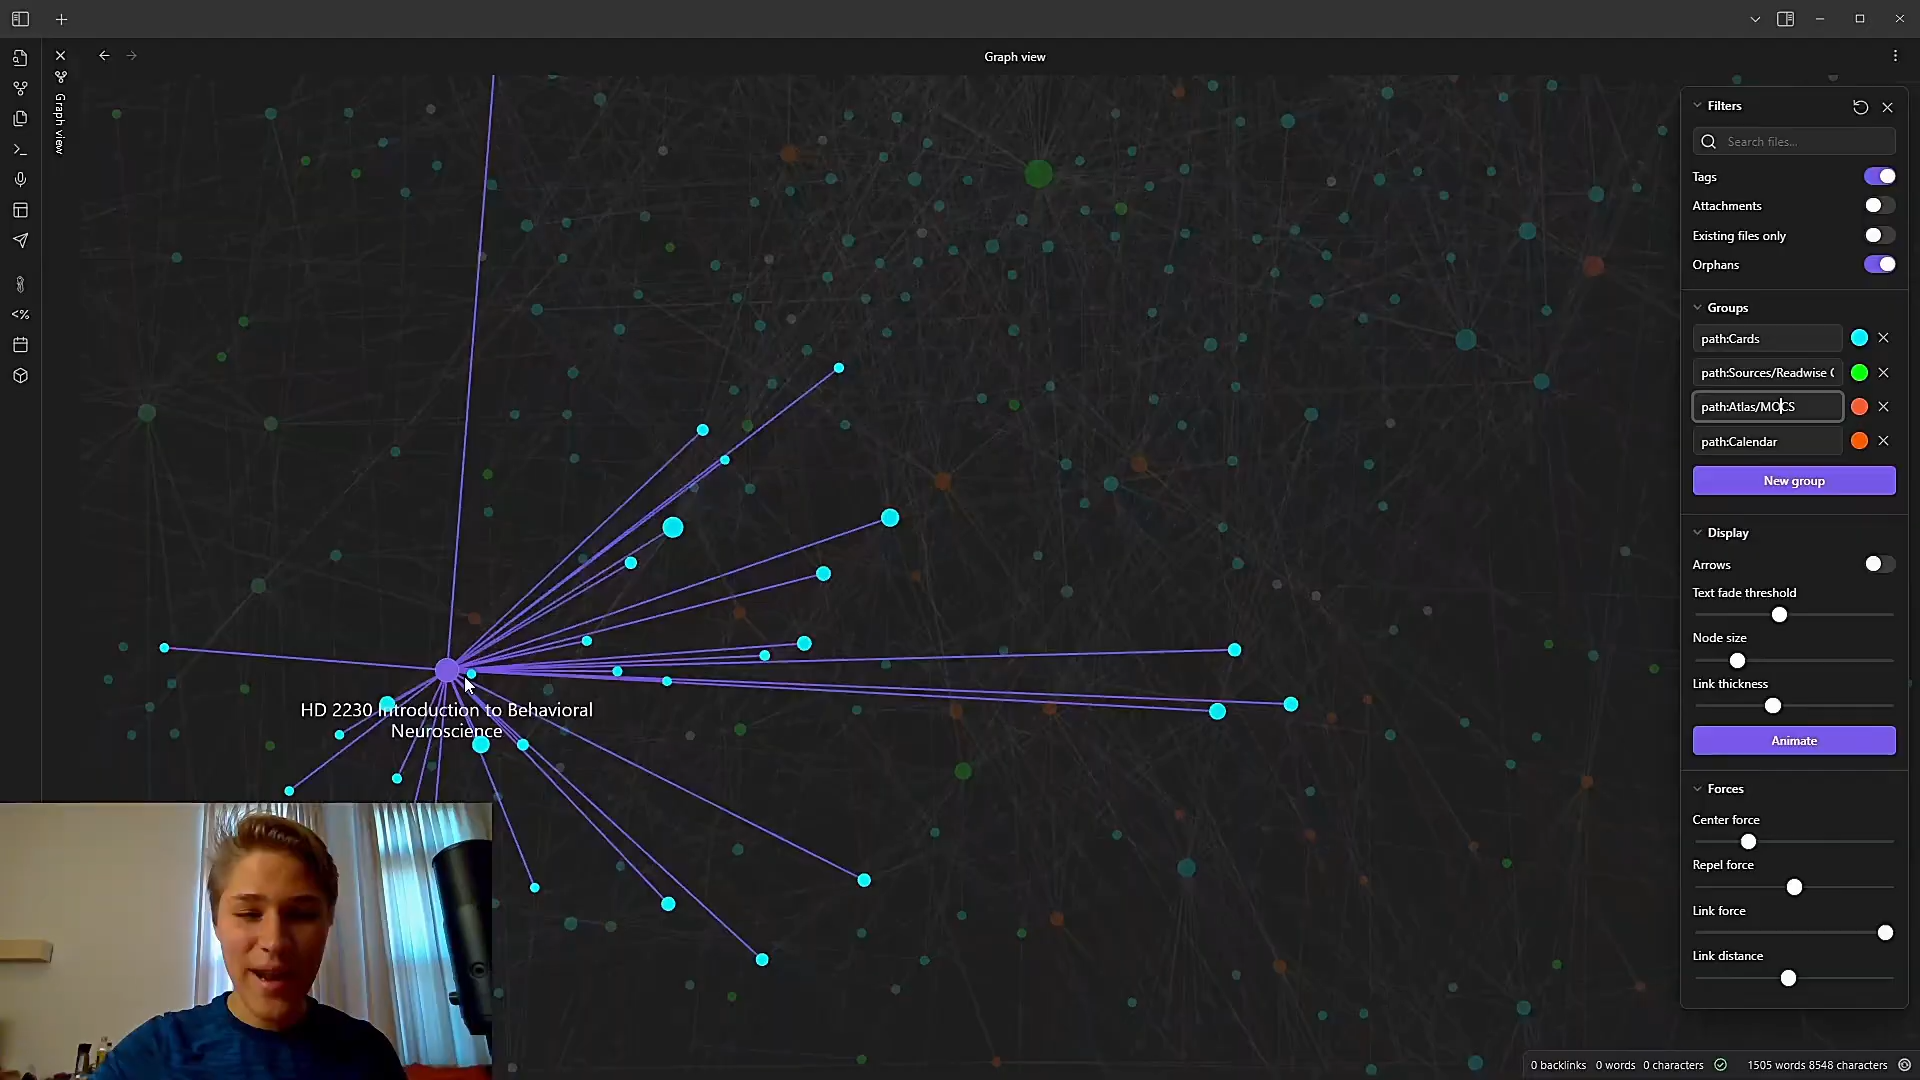 Graph view
Graph view
Filters
Search files...
Tags
Attachments
Existing files only
Orphans
Groups
path:Cards
path:Sources/Readwise
path:Atlas/MOCS
path:Calendar
New group
Display
Arrows
Text fade threshold
Node size
Link thickness
Animate
Forces
Center force
Repel force
Link force
Link distance
HD 2230 Introduction to Behavioral
Neuroscience
0 backlinks 0 words 0 characters 1505 words 8548 characters